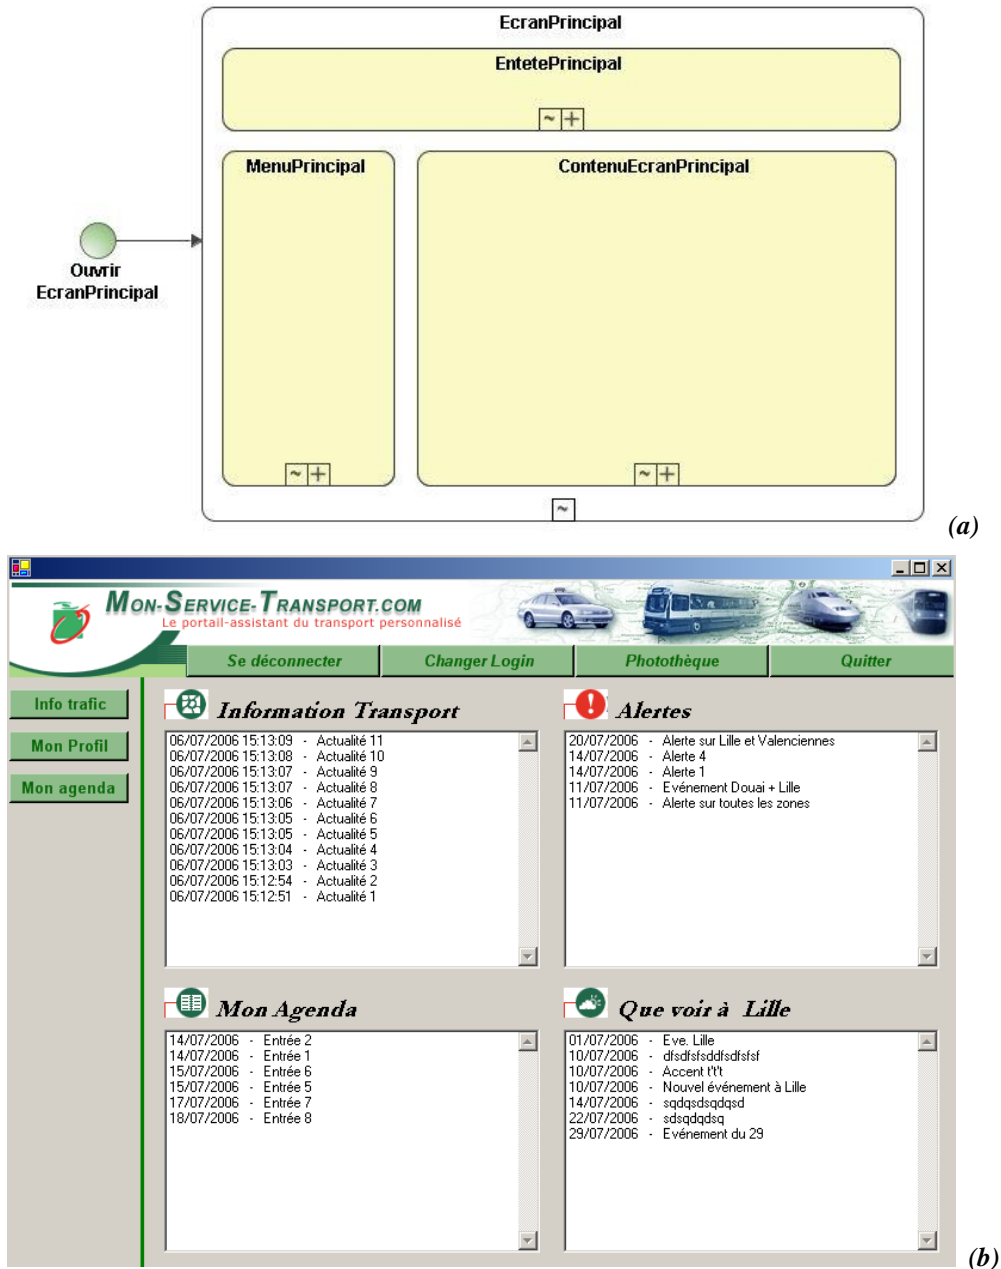 EcranPrincipal
EntetePrincipal
~ +
MenuPrincipal
ContenuEcranPrincipal
Ouvrir
EcranPrincipal
~ +
~ +
~
(a)
MON-SERVICE-TRANSPORT.COM
Le portail-assistant du transport personnalisé
Se déconnecter
Changer Login
Photothèque
Quitter
Info trafic
Mon Profil
Mon agenda
Information Transport
06/07/2006 15:13:09 - Actualité 11
06/07/2006 15:13:08 - Actualité 10
06/07/2006 15:13:07 - Actualité 9
06/07/2006 15:13:07 - Actualité 8
06/07/2006 15:13:06 - Actualité 7
06/07/2006 15:13:05 - Actualité 6
06/07/2006 15:13:05 - Actualité 5
06/07/2006 15:13:04 - Actualité 4
06/07/2006 15:13:03 - Actualité 3
06/07/2006 15:12:54 - Actualité 2
06/07/2006 15:12:51 - Actualité 1
Alertes
20/07/2006 - Alerte sur Lille et Valenciennes
14/07/2006 - Alerte 4
14/07/2006 - Alerte 1
11/07/2006 - Evénement Douai + Lille
11/07/2006 - Alerte sur toutes les zones
Mon Agenda
14/07/2006 - Entrée 2
14/07/2006 - Entrée 1
15/07/2006 - Entrée 6
15/07/2006 - Entrée 5
17/07/2006 - Entrée 7
18/07/2006 - Entrée 8
Que voir à Lille
01/07/2006 - Eve. Lille
10/07/2006 - dfsdfsfsddfsdfsfsf
10/07/2006 - Accent t't't
10/07/2006 - Nouvel événement à Lille
14/07/2006 - sqdqsdsqdqsd
22/07/2006 - sdsqdqdsq
29/07/2006 - Evénement du 29
(b)